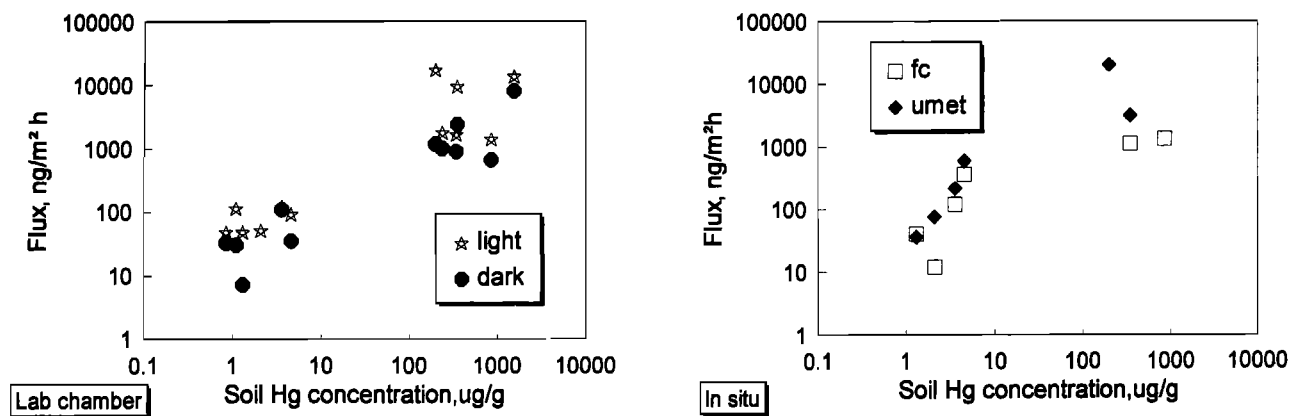 100000
10000
1000
100
10
1
Flux, ng/m² h
0.1 1 10 100 1000 10000
Soil Hg concentration,ug/g
light
dark
Lab chamber
100000
10000
1000
100
10
1
Flux, ng/m²h
0.1 1 10 100 1000 10000
Soil Hg concentration,ug/g
fc
umet
In situ